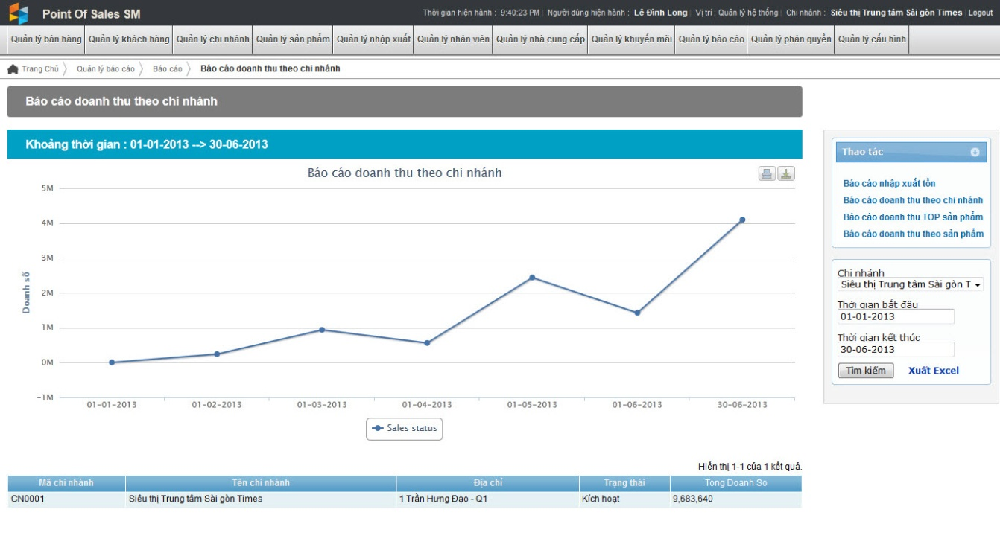 Point Of Sales SM
Thời gian hiện hành : 9:40:23 PM | Người dùng hiện hành : Lê Đình Long | Vị trí : Quản lý hệ thống | Chi nhánh : Siêu thị Trung tâm Sài gòn Times | Logout
Quản lý bán hàng Quản lý khách hàng Quản lý chi nhánh Quản lý sản phẩm Quản lý nhập xuất Quản lý nhân viên Quản lý nhà cung cấp Quản lý khuyến mãi Quản lý báo cáo Quản lý phân quyền Quản lý cấu hình
Trang Chủ Quản lý báo cáo Báo cáo Báo cáo doanh thu theo chi nhánh
Báo cáo doanh thu theo chi nhánh
Khoảng thời gian : 01-01-2013 --> 30-06-2013
Báo cáo doanh thu theo chi nhánh
5M
4M
3M
2M
1M
0M
-1M
Doanh số
01-01-2013 01-02-2013 01-03-2013 01-04-2013 01-05-2013 01-06-2013 30-06-2013
Sales status
Thao tác
Báo cáo nhập xuất tồn
Báo cáo doanh thu theo chi nhánh
Báo cáo doanh thu TOP sản phẩm
Báo cáo doanh thu theo sản phẩm
Chi nhánh
Siêu thị Trung tâm Sài gòn T
Thời gian bắt đầu
01-01-2013
Thời gian kết thúc
30-06-2013
Tìm kiếm Xuất Excel
Hiển thị 1-1 của 1 kết quả.
Mã chi nhánh Tên chi nhánh Địa chỉ Trạng thái Tong Doanh So
CN0001 Siêu thị Trung tâm Sài gòn Times 1 Trần Hưng Đạo - Q1 Kích hoạt 9,683,640